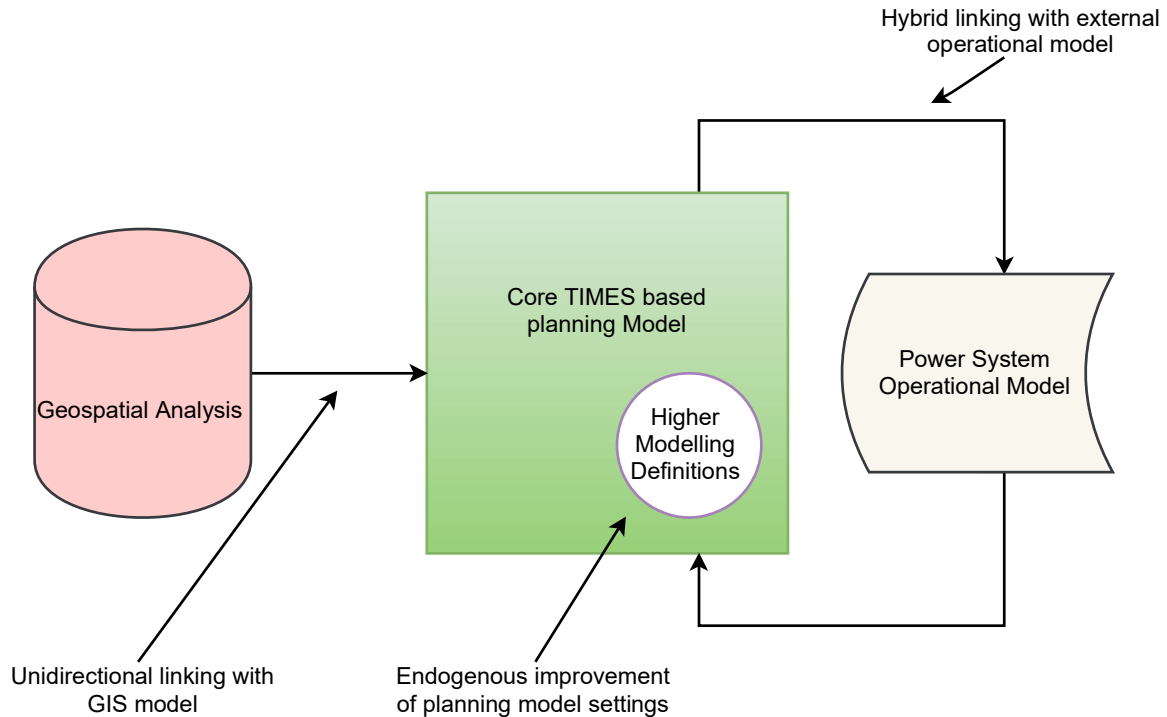 Hybrid linking with external
operational model
Core TIMES based
planning Model
Power System
Operational Model
Geospatial Analysis
Higher
Modelling
Definitions
Unidirectional linking with
GIS model
Endogenous improvement
of planning model settings